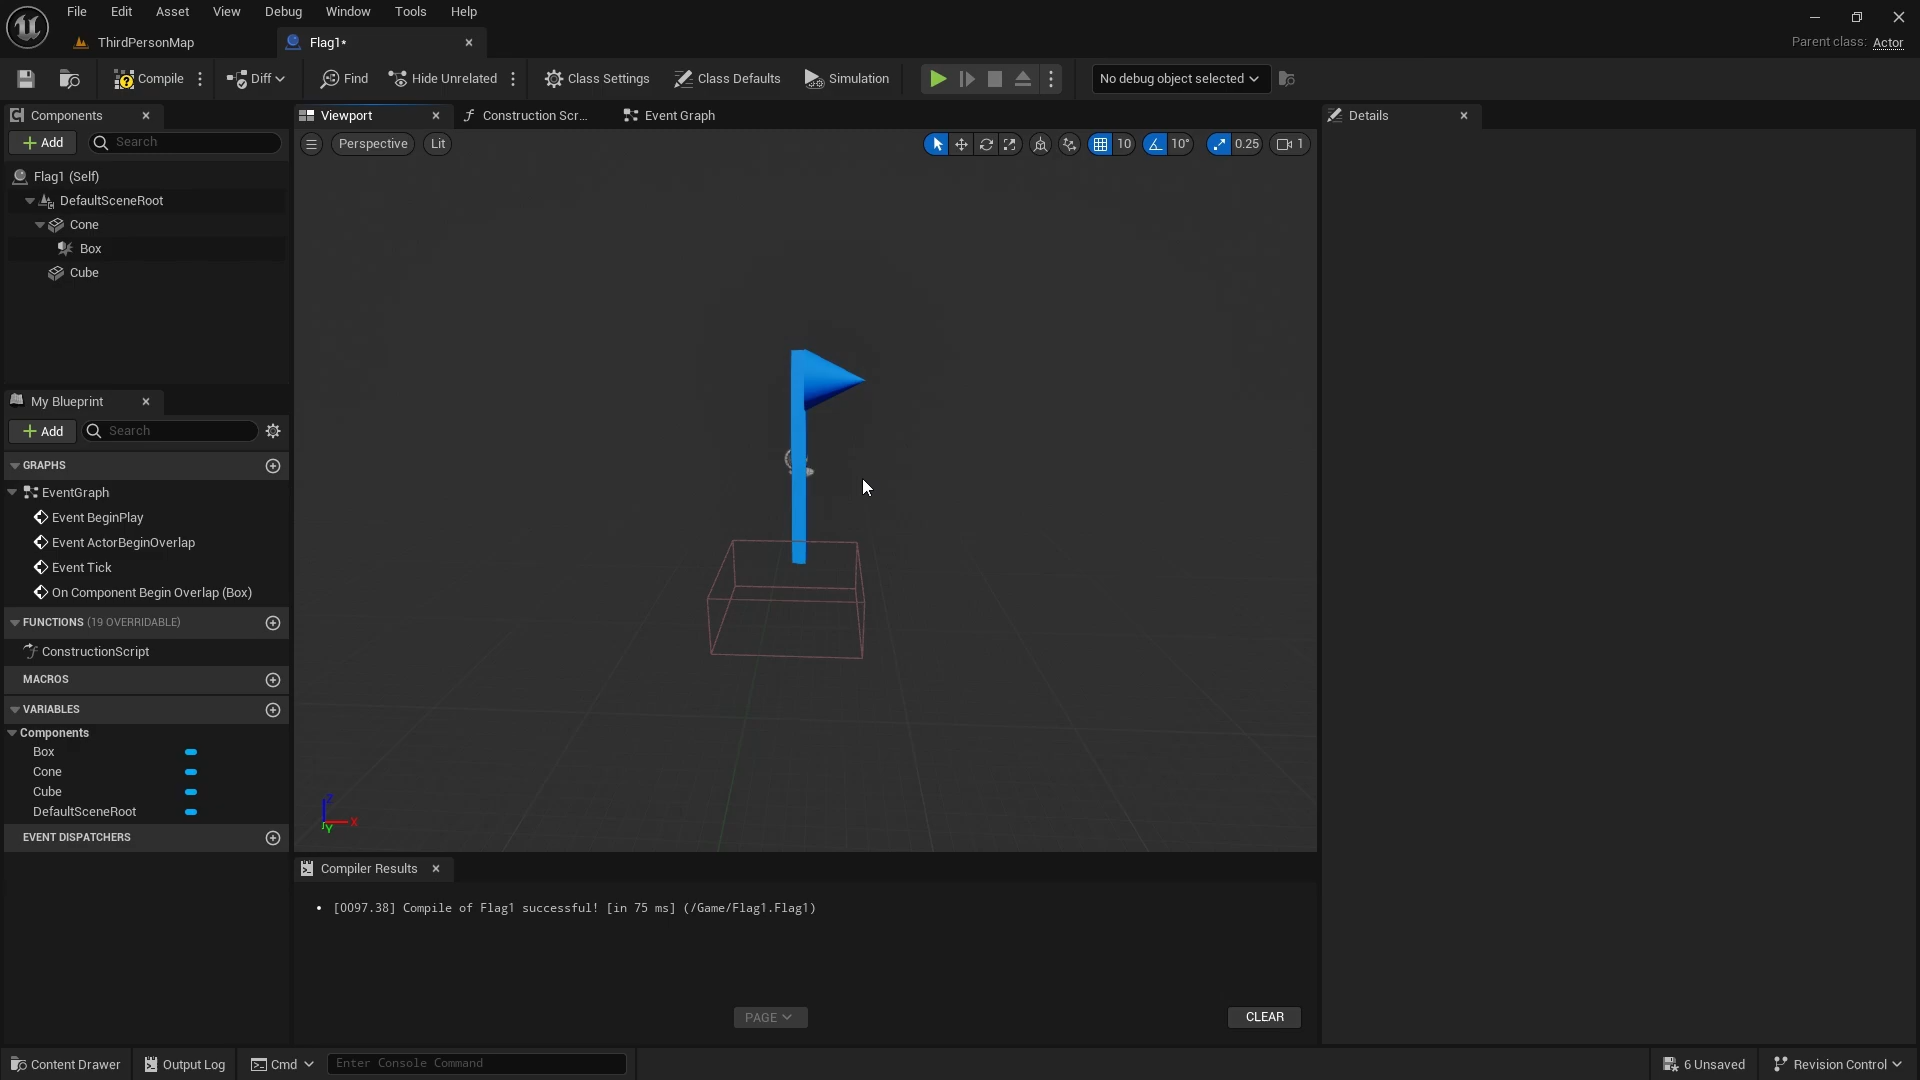 File Edit Asset View Debug Window Tools Help
ThirdPersonMap
Flag1*
Parent class: Actor
Compile
Diff
Find
Hide Unrelated
Class Settings
Class Defaults
Simulation
No debug object selected
Components
Add
Search
Flag1 (Self)
DefaultSceneRoot
Cone
Box
Cube
My Blueprint
Add
Search
GRAPHS
EventGraph
Event BeginPlay
Event ActorBeginOverlap
Event Tick
On Component Begin Overlap (Box)
FUNCTIONS (19 OVERRIDABLE)
ConstructionScript
MACROS
VARIABLES
Components
Box
Cone
Cube
DefaultSceneRoot
EVENT DISPATCHERS
Viewport
Construction Scr...
Event Graph
Perspective
Lit
10
10°
0.25
1
Z
X
Y
Compiler Results
[0097.38] Compile of Flag1 successful! [in 75 ms] (/Game/Flag1.Flag1)
PAGE
CLEAR
Details
Content Drawer
Output Log
Cmd
Enter Console Command
6 Unsaved
Revision Control